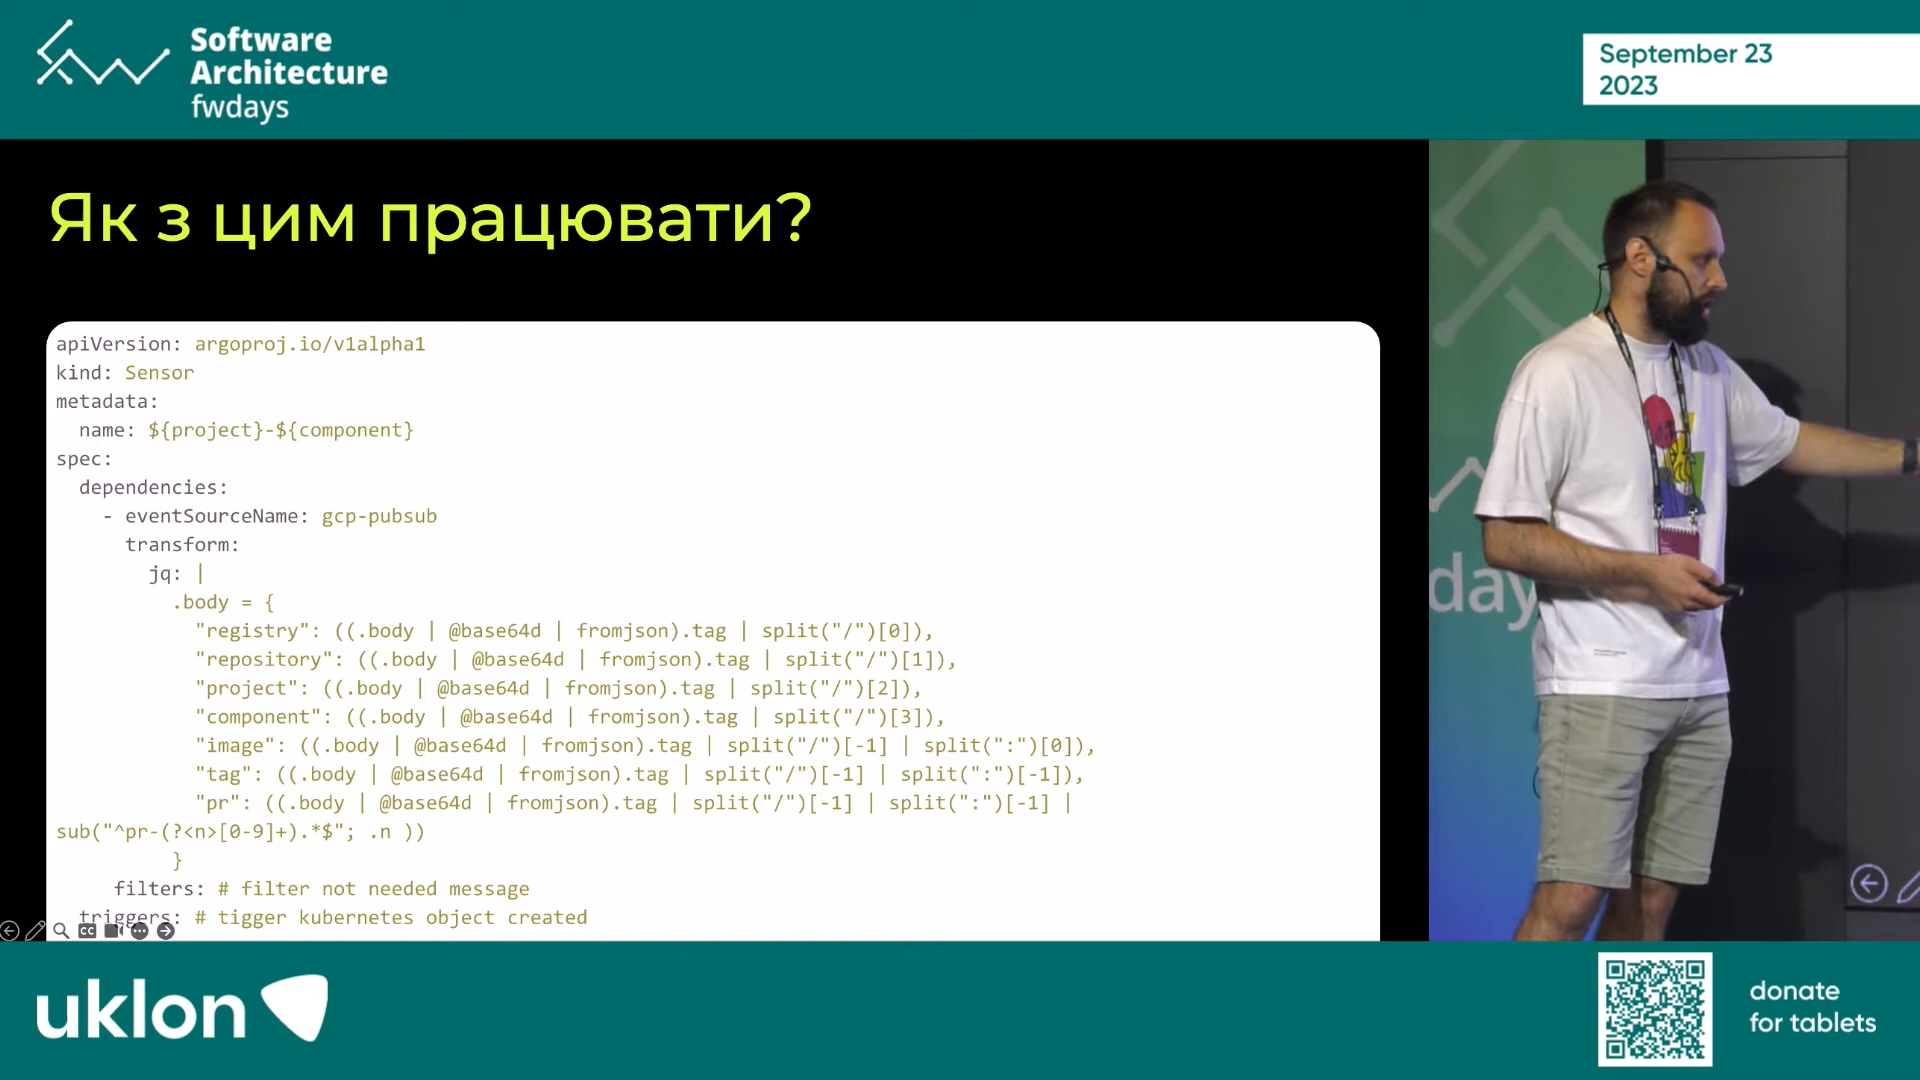 Software
Architecture
fwdays
September 23
2023
Як з цим працювати?
apiVersion: argoproj.io/v1alpha1
kind: Sensor
metadata:
  name: ${project}-${component}
spec:
  dependencies:
    - eventSourceName: gcp-pubsub
      transform:
        jq: |
          .body = {
            "registry": ((.body | @base64d | fromjson).tag | split("/")[0]),
            "repository": ((.body | @base64d | fromjson).tag | split("/")[1]),
            "project": ((.body | @base64d | fromjson).tag | split("/")[2]),
            "component": ((.body | @base64d | fromjson).tag | split("/")[3]),
            "image": ((.body | @base64d | fromjson).tag | split("/")[-1] | split(":")[0]),
            "tag": ((.body | @base64d | fromjson).tag | split("/")[-1] | split(":")[-1]),
            "pr": ((.body | @base64d | fromjson).tag | split("/")[-1] | split(":")[-1] |
sub("^pr-(?<n>[0-9]+).*$"; .n ))
          }
     filters: # filter not needed message
  triggers: # tigger kubernetes object created
CC
day
uklon
donate
for tablets